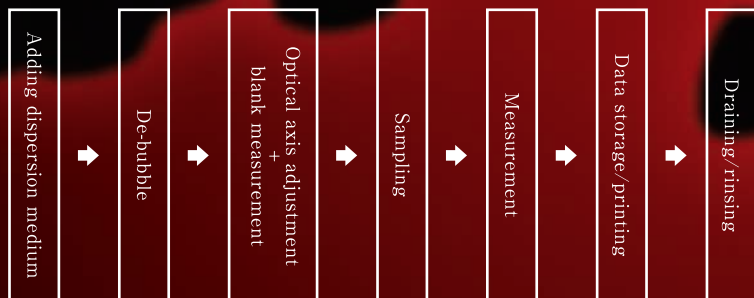 Adding dispersion medium
De-bubble
Optical axis adjustment
+
blank measurement
Sampling
Measurement
Data storage/printing
Draining/rinsing